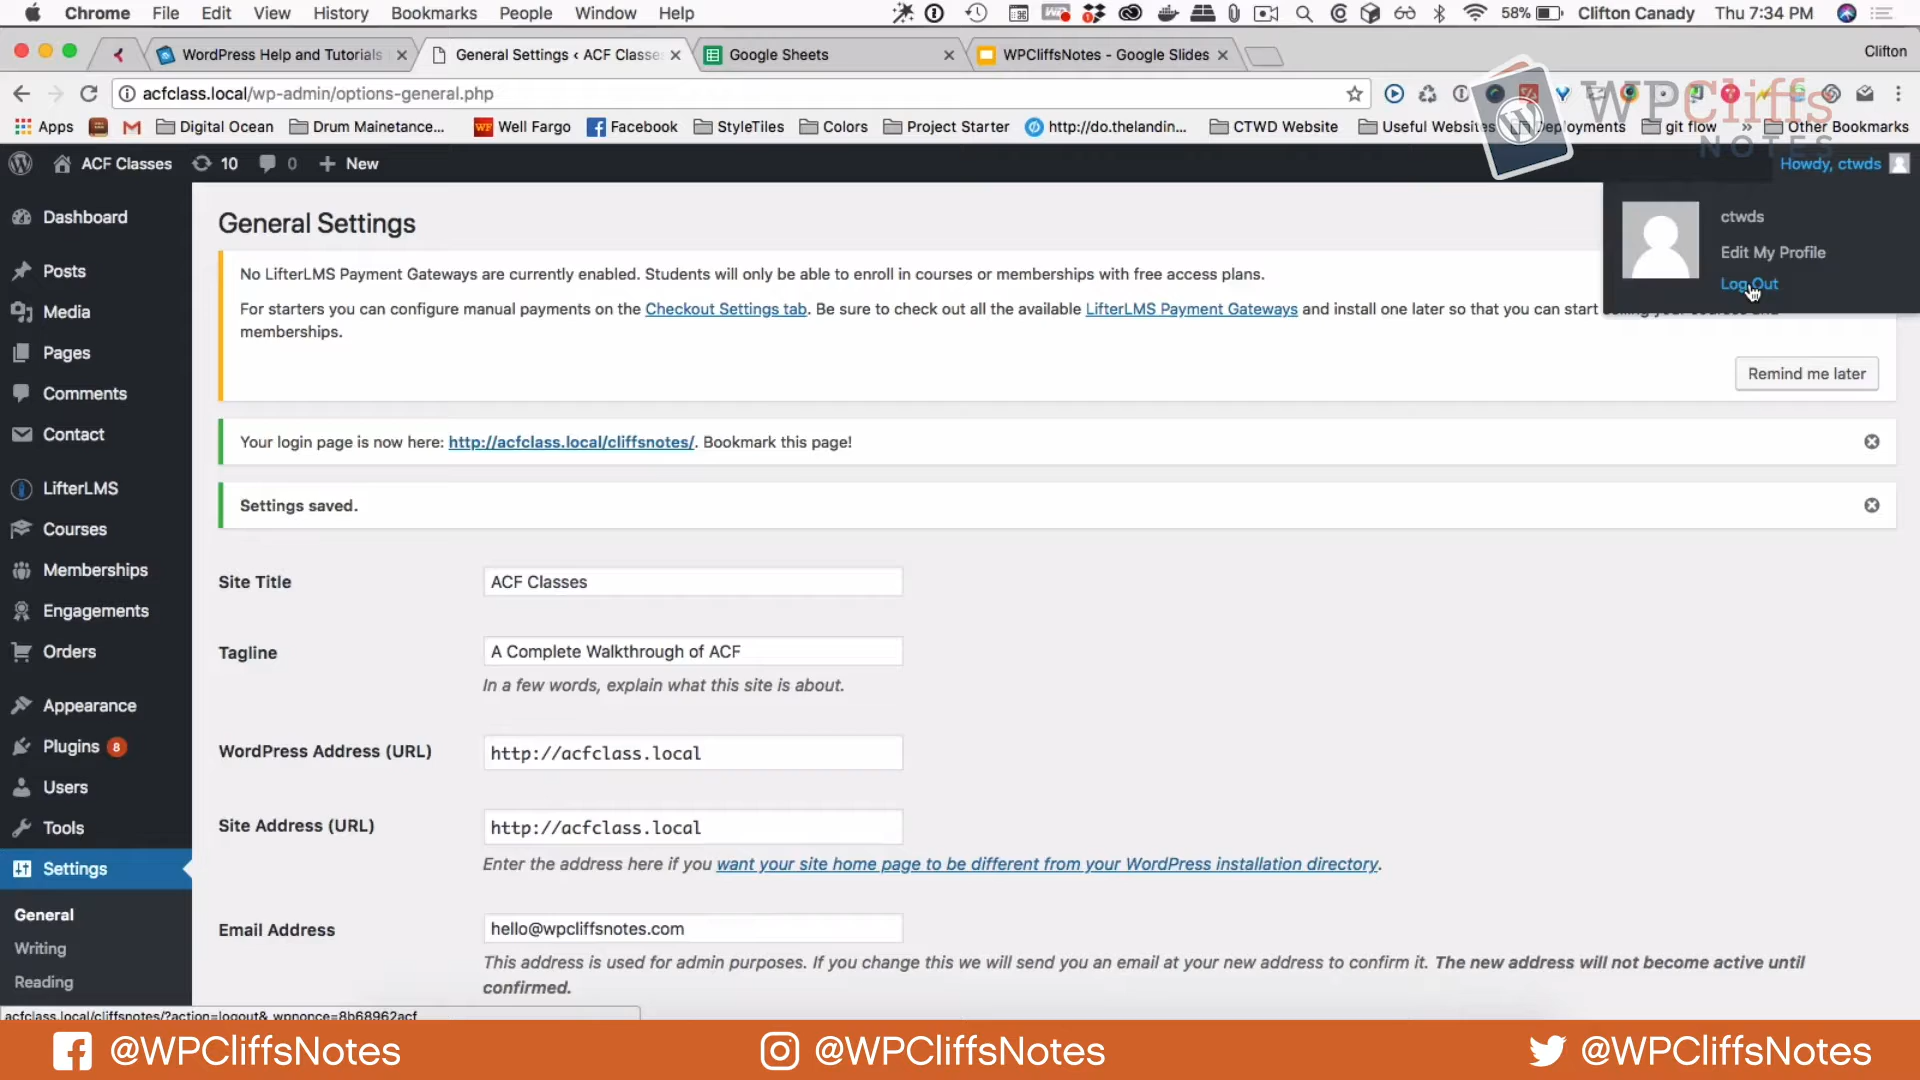 Chrome File Edit View History Bookmarks People Window Help 58% Clifton Canady Thu 7:34 PM
WordPress Help and Tutorials General Settings ‹ ACF Classes Google Sheets WPCliffsNotes - Google Slides Clifton
acfclass.local/wp-admin/options-general.php
Apps Digital Ocean Drum Mainetance... Well Fargo Facebook StyleTiles Colors Project Starter http://do.thelandin... CTWD Website Useful Websites Deployments git flow » Other Bookmarks
WPCliffs
NOTES
ACF Classes 10 0 New Howdy, ctwds
ctwds
Edit My Profile
Log Out
Dashboard
Posts
Media
Pages
Comments
Contact
LifterLMS
Courses
Memberships
Engagements
Orders
Appearance
Plugins 8
Users
Tools
Settings
General
Writing
Reading
General Settings
No LifterLMS Payment Gateways are currently enabled. Students will only be able to enroll in courses or memberships with free access plans.
For starters you can configure manual payments on the Checkout Settings tab. Be sure to check out all the available LifterLMS Payment Gateways and install one later so that you can start
memberships.
Remind me later
Your login page is now here: http://acfclass.local/cliffsnotes/. Bookmark this page!
Settings saved.
Site Title ACF Classes
Tagline A Complete Walkthrough of ACF
In a few words, explain what this site is about.
WordPress Address (URL) http://acfclass.local
Site Address (URL) http://acfclass.local
Enter the address here if you want your site home page to be different from your WordPress installation directory.
Email Address hello@wpcliffsnotes.com
This address is used for admin purposes. If you change this we will send you an email at your new address to confirm it. The new address will not become active until
confirmed.
acfclass.local/cliffsnotes/?action=logout&_wpnonce=8b68962acf
@WPCliffsNotes @WPCliffsNotes @WPCliffsNotes